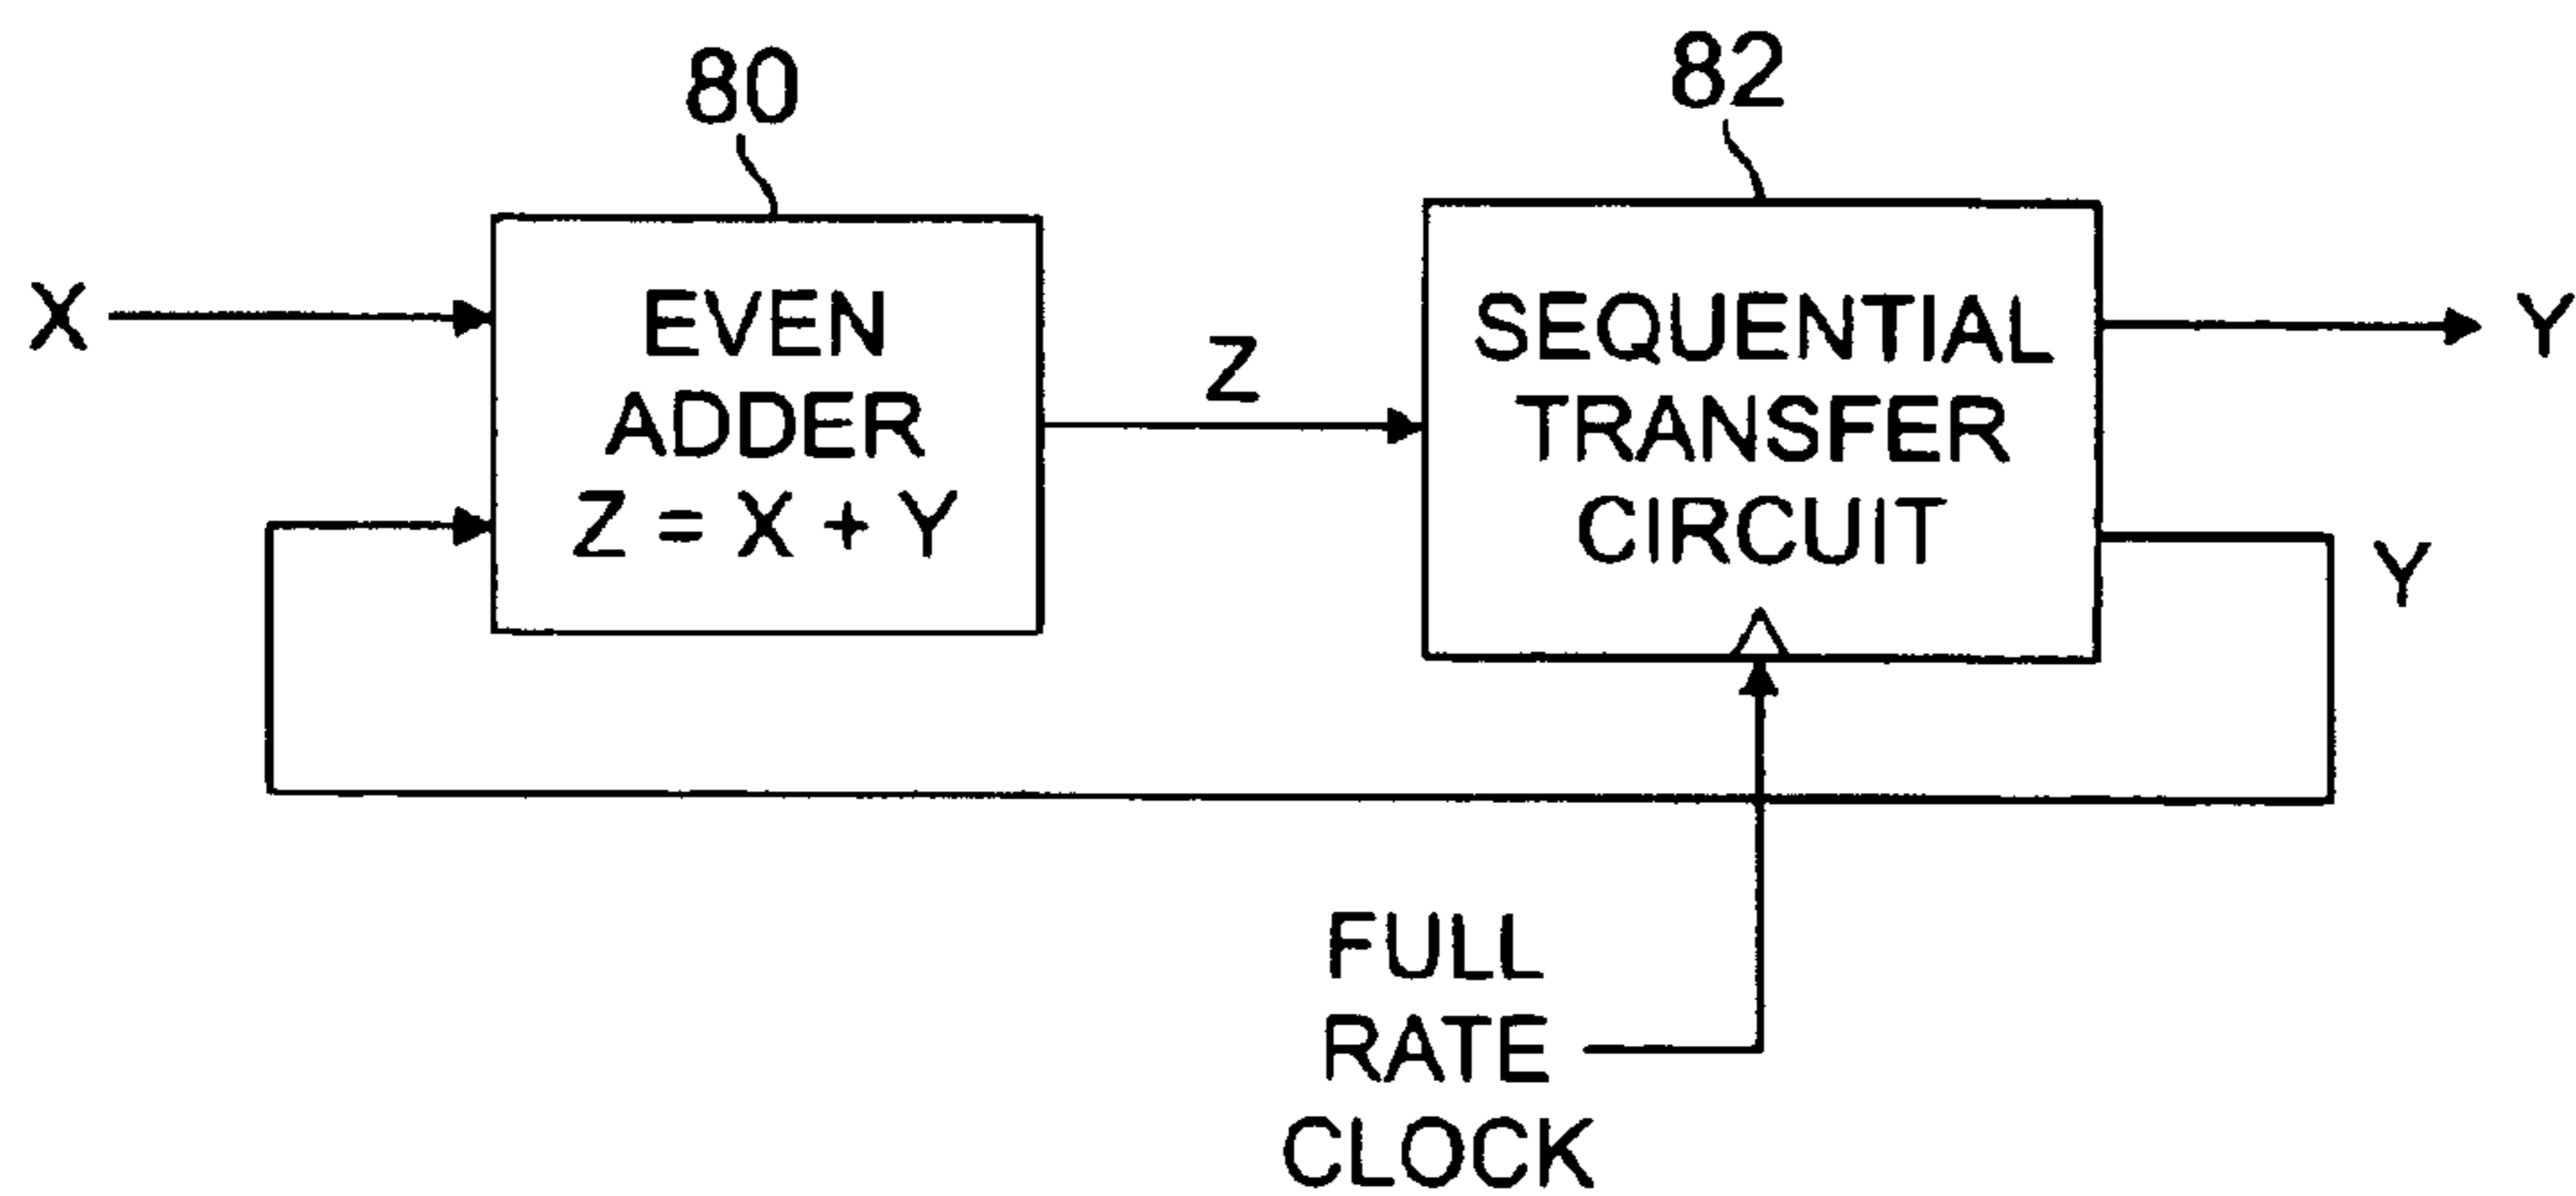 80
82
X
EVEN
ADDER
Z = X + Y
Z
SEQUENTIAL
TRANSFER
CIRCUIT
Y
Y
FULL
RATE
CLOCK